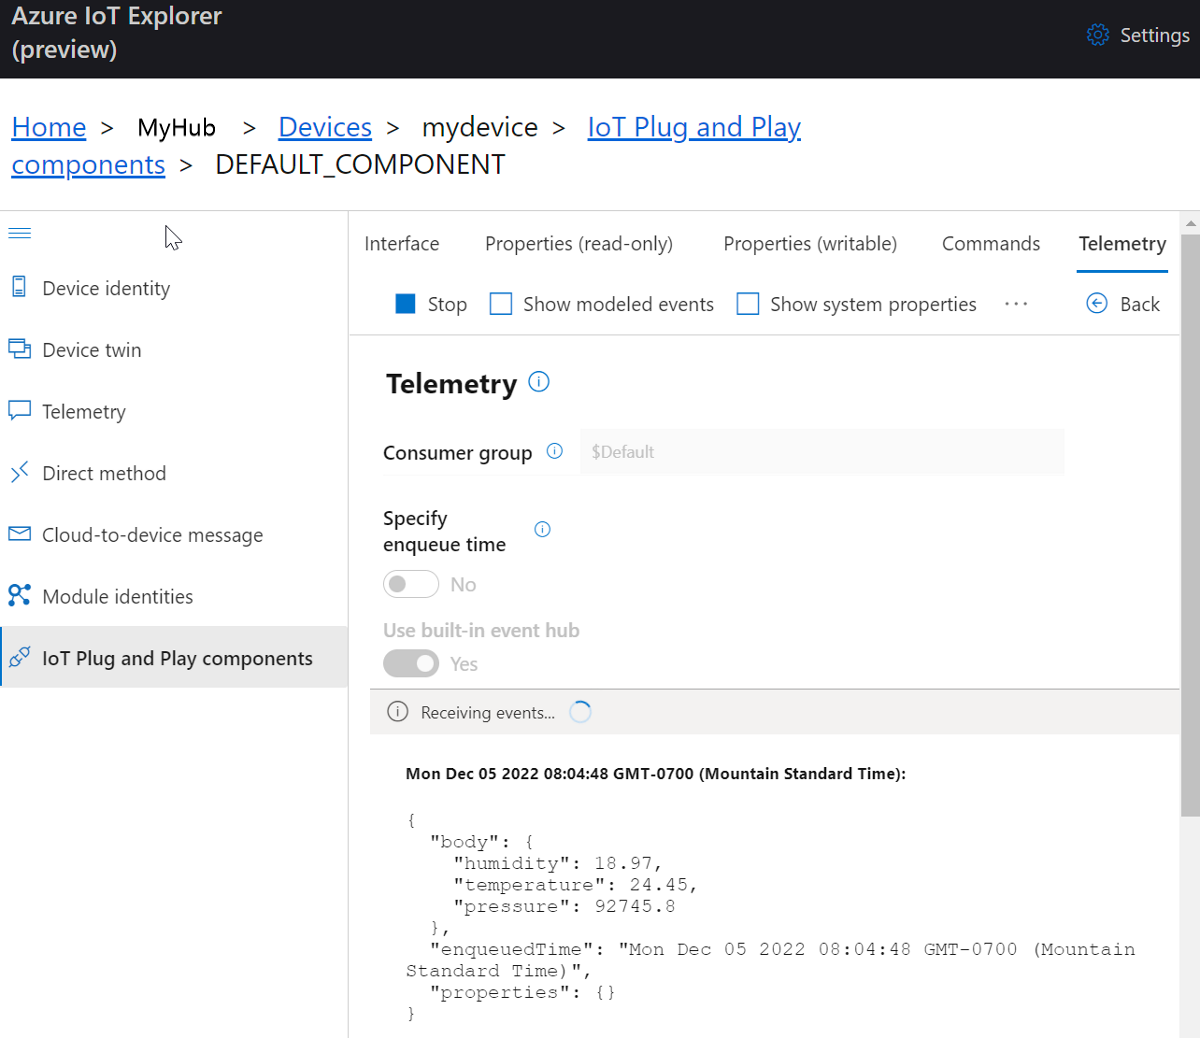 Azure IoT Explorer
(preview)
Settings
Home > MyHub > Devices > mydevice > IoT Plug and Play
components > DEFAULT_COMPONENT
Device identity
Device twin
Telemetry
Direct method
Cloud-to-device message
Module identities
IoT Plug and Play components
Interface Properties (read-only) Properties (writable) Commands Telemetry
Stop Show modeled events Show system properties ··· Back
Telemetry
Consumer group $Default
Specify
enqueue time
No
Use built-in event hub
Yes
Receiving events...
Mon Dec 05 2022 08:04:48 GMT-0700 (Mountain Standard Time):
{
"body": {
"humidity": 18.97,
"temperature": 24.45,
"pressure": 92745.8
},
"enqueuedTime": "Mon Dec 05 2022 08:04:48 GMT-0700 (Mountain
Standard Time)",
"properties": {}
}